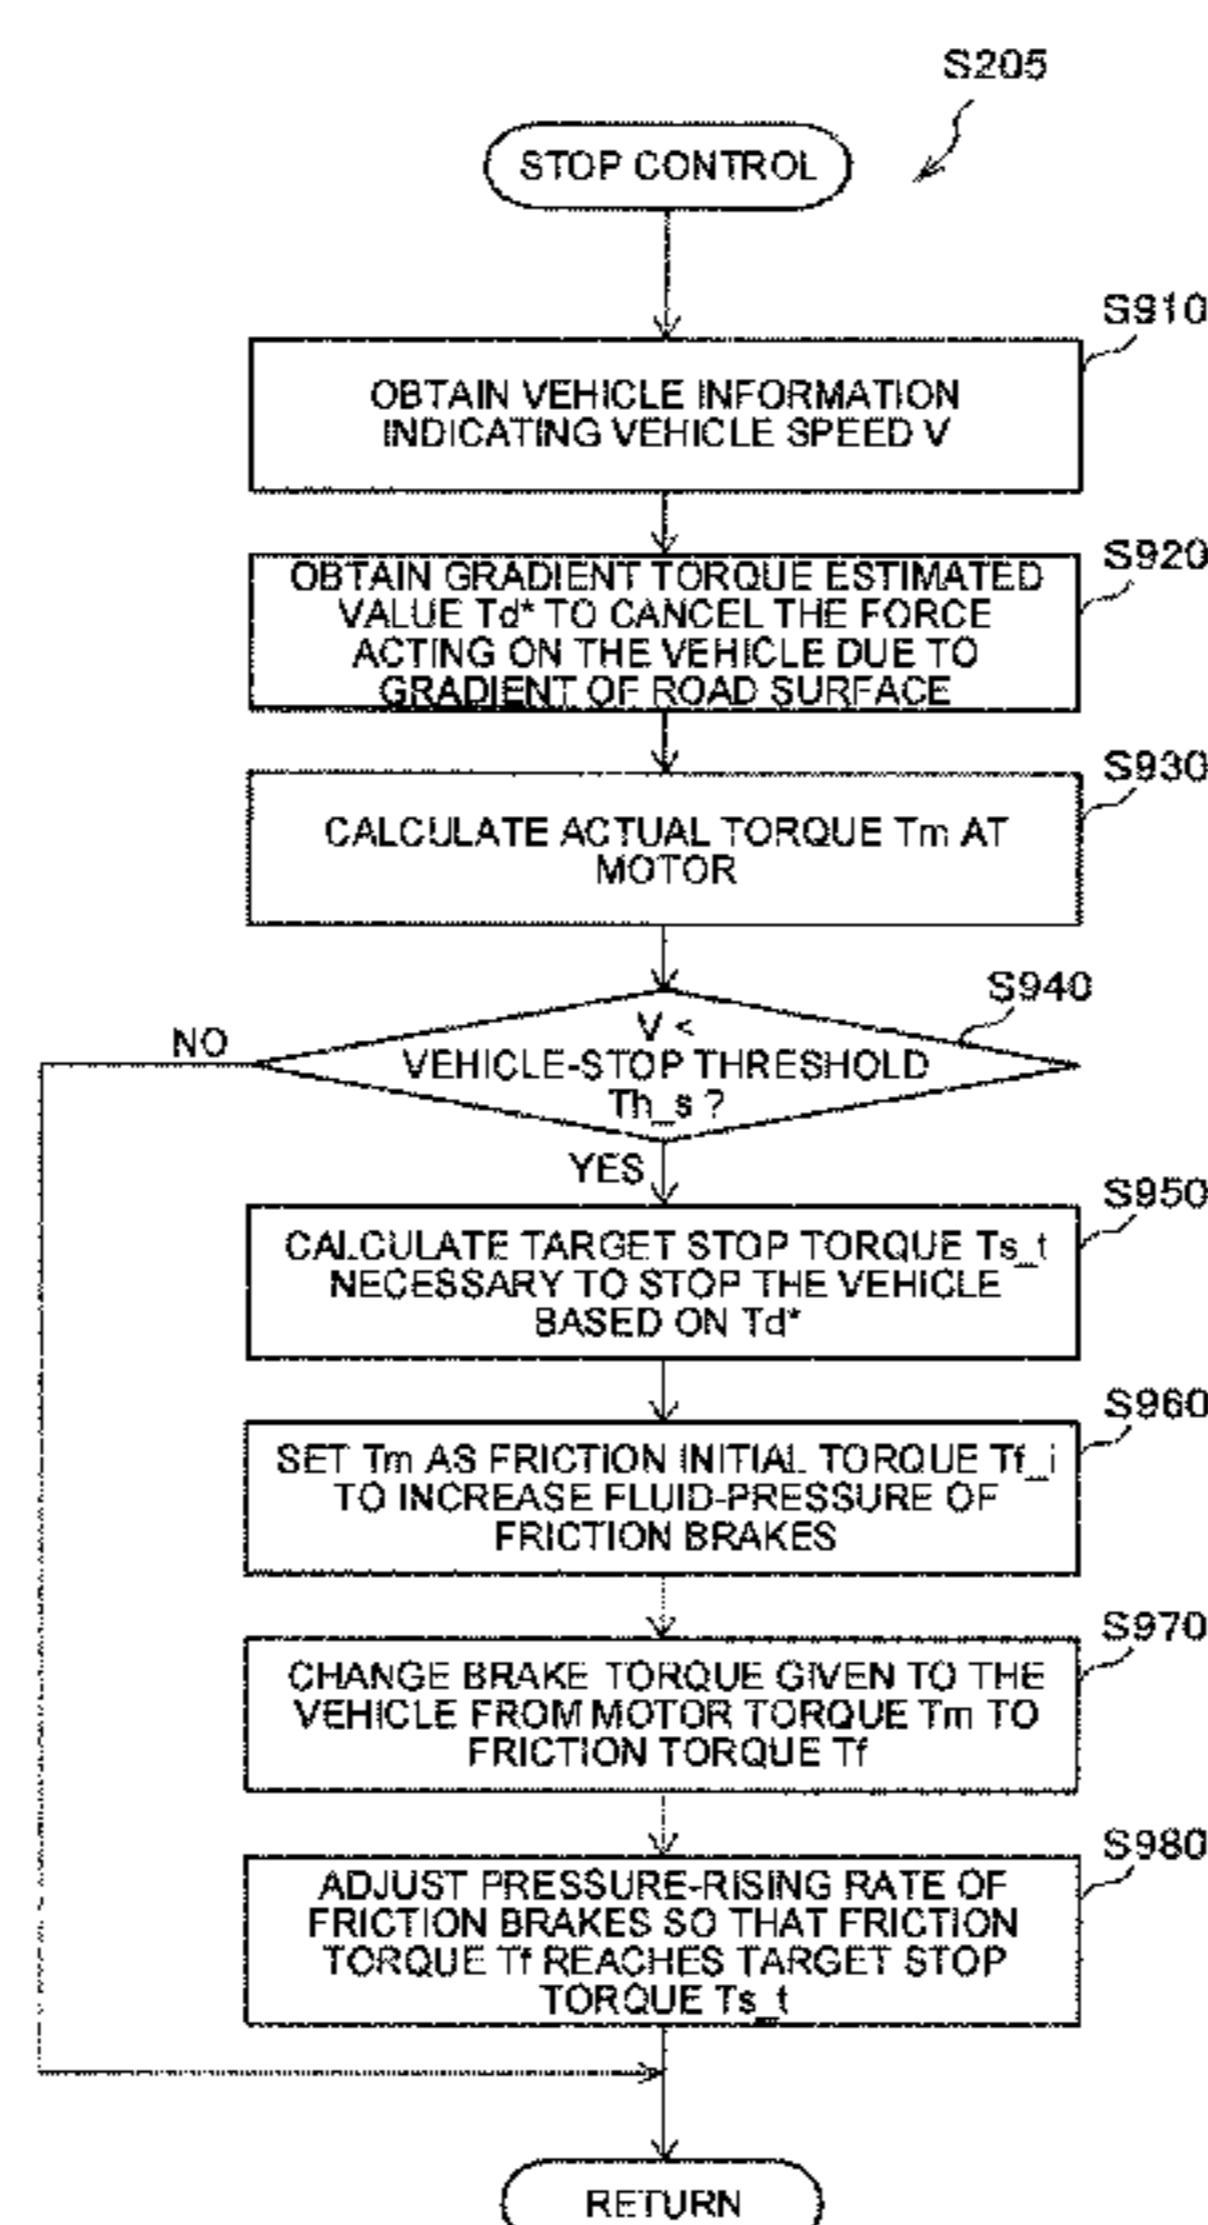 S205
STOP CONTROL
S910
OBTAIN VEHICLE INFORMATION
INDICATING VEHICLE SPEED V
S920
OBTAIN GRADIENT TORQUE ESTIMATED
VALUE Td* TO CANCEL THE FORCE
ACTING ON THE VEHICLE DUE TO
GRADIENT OF ROAD SURFACE
S930
CALCULATE ACTUAL TORQUE Tm AT
MOTOR
S940
NO
V <
VEHICLE-STOP THRESHOLD
Th_s ?
YES
S950
CALCULATE TARGET STOP TORQUE Ts_t
NECESSARY TO STOP THE VEHICLE
BASED ON Td*
S960
SET Tm AS FRICTION INITIAL TORQUE Tf_i
TO INCREASE FLUID-PRESSURE OF
FRICTION BRAKES
S970
CHANGE BRAKE TORQUE GIVEN TO THE
VEHICLE FROM MOTOR TORQUE Tm TO
FRICTION TORQUE Tf
S980
ADJUST PRESSURE-RISING RATE OF
FRICTION BRAKES SO THAT FRICTION
TORQUE Tf REACHES TARGET STOP
TORQUE Ts_t
RETURN